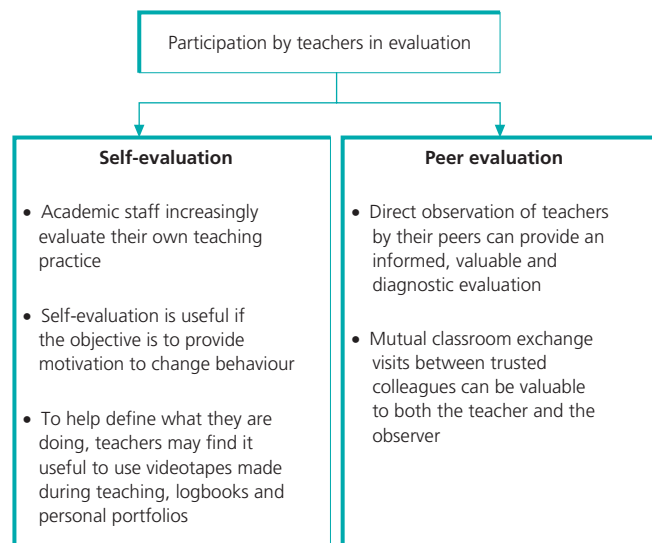 Participation by teachers in evaluation
Self-evaluation
• Academic staff increasingly
evaluate their own teaching
practice
• Self-evaluation is useful if
the objective is to provide
motivation to change behaviour
• To help define what they are
doing, teachers may find it
useful to use videotapes made
during teaching, logbooks and
personal portfolios
Peer evaluation
• Direct observation of teachers
by their peers can provide an
informed, valuable and
diagnostic evaluation
• Mutual classroom exchange
visits between trusted
colleagues can be valuable
to both the teacher and the
observer